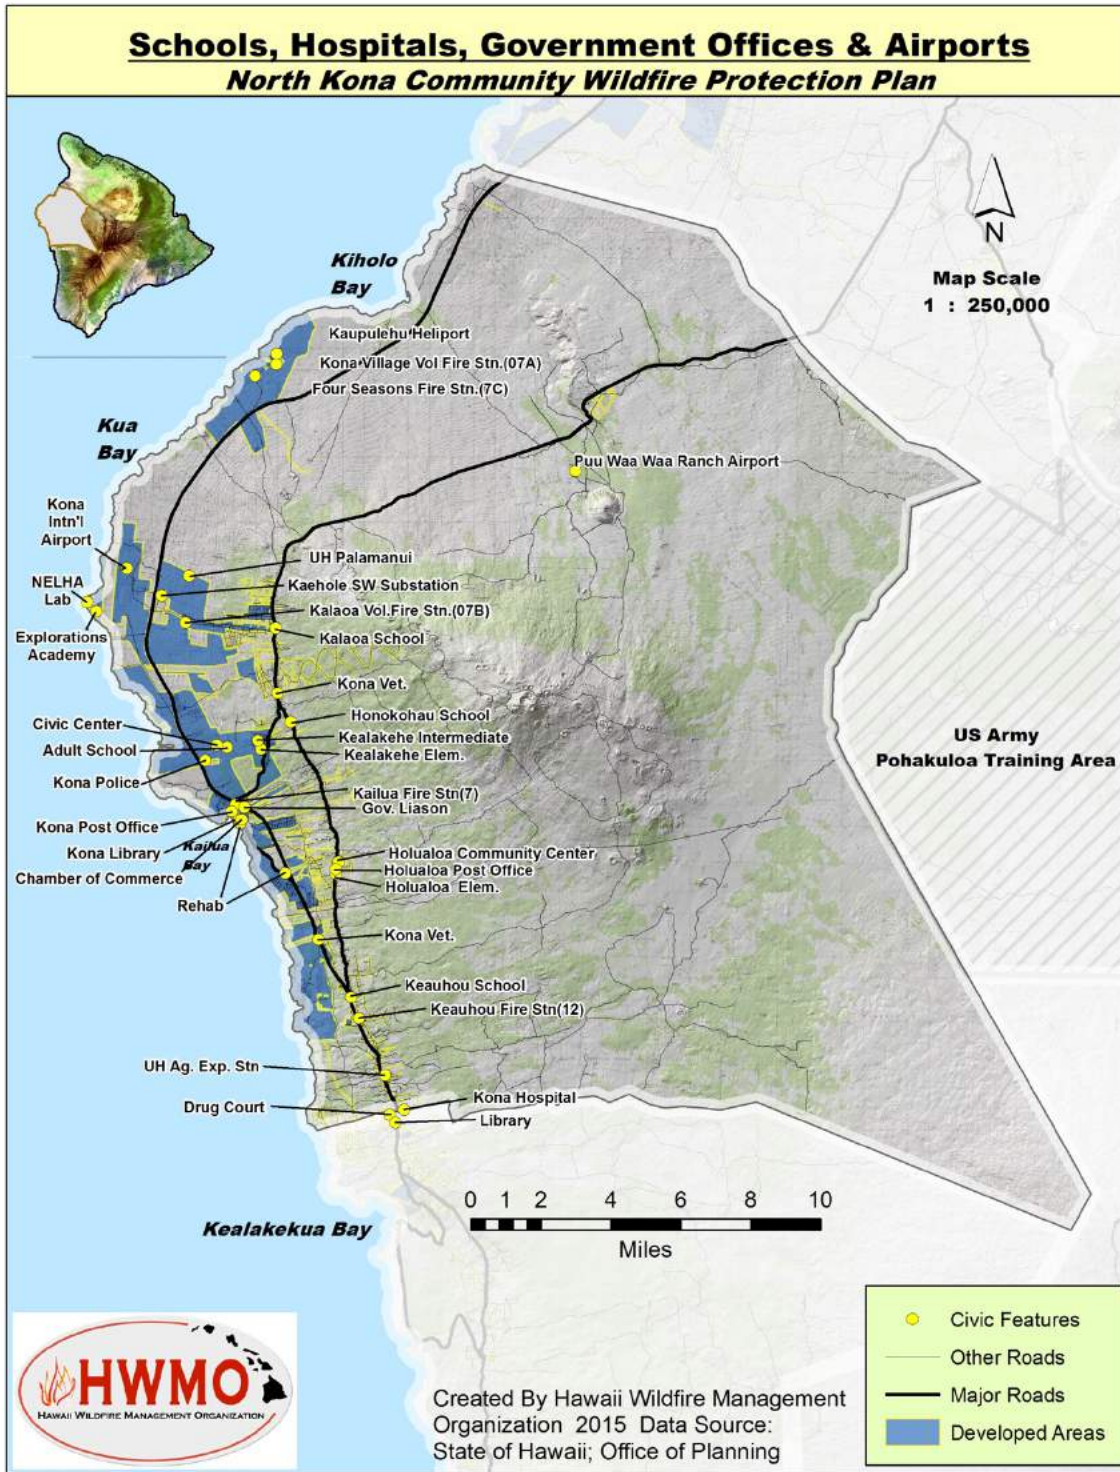 Schools, Hospitals, Government Offices & Airports
North Kona Community Wildfire Protection Plan
N
Map Scale
1 : 250,000
Kiholo
Bay
Kaupulehu Heliport
Kona Village Vol Fire Stn.(07A)
Four Seasons Fire Stn.(7C)
Kua
Bay
Puu Waa Waa Ranch Airport
Kona
Intn'l
Airport
UH Palamanui
NELHA
Lab
Kaehole SW Substation
Kalaoa Vol.Fire Stn.(07B)
Explorations
Academy
Kalaoa School
Kona Vet.
Civic Center
Honokohau School
Adult School
Kealakehe Intermediate
Kealakehe Elem.
US Army
Pohakuloa Training Area
Kona Police
Kailua Fire Stn(7)
Gov. Liason
Kona Post Office
Kona Library
Kailua
Bay
Chamber of Commerce
Holualoa Community Center
Holualoa Post Office
Holualoa Elem.
Rehab
Kona Vet.
Keauhou School
Keauhou Fire Stn(12)
UH Ag. Exp. Stn
Kona Hospital
Drug Court
Library
0 1 2 4 6 8 10
Miles
Kealakekua Bay
HWMO
HAWAII WILDFIRE MANAGEMENT ORGANIZATION
Created By Hawaii Wildfire Management
Organization 2015 Data Source:
State of Hawaii; Office of Planning
Civic Features
Other Roads
Major Roads
Developed Areas